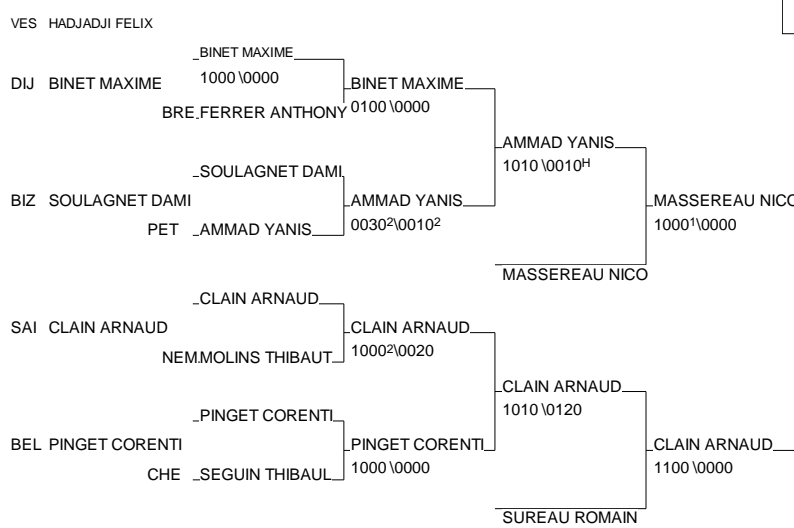 VES HADJADJI FELIX
BINET MAXIME
1000 \0000
DIJ BINET MAXIME
BINET MAXIME
0100 \0000
BRE FERRER ANTHONY
AMMAD YANIS
1010 \0010H
SOULAGNET DAMI
BIZ SOULAGNET DAMI
AMMAD YANIS
0030²\0010²
MASSEREAU NICO
1000¹\0000
PET AMMAD YANIS
MASSEREAU NICO
CLAIN ARNAUD
SAI CLAIN ARNAUD
CLAIN ARNAUD
1000²\0020
NEM MOLINS THIBAUT
CLAIN ARNAUD
1010 \0120
PINGET CORENTI
BEL PINGET CORENTI
PINGET CORENTI
1000 \0000
CLAIN ARNAUD
1100 \0000
CHE SEGUIN THIBAUL
SUREAU ROMAIN